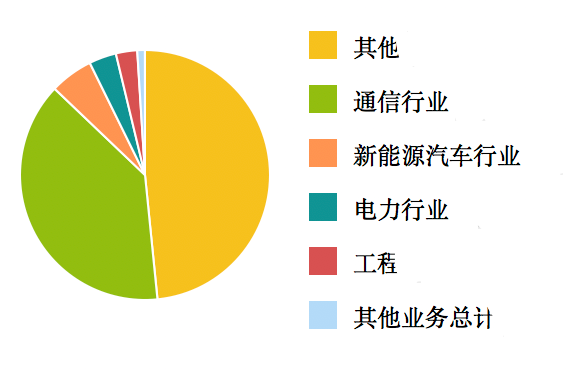 其他
通信行业
新能源汽车行业
电力行业
工程
其他业务总计